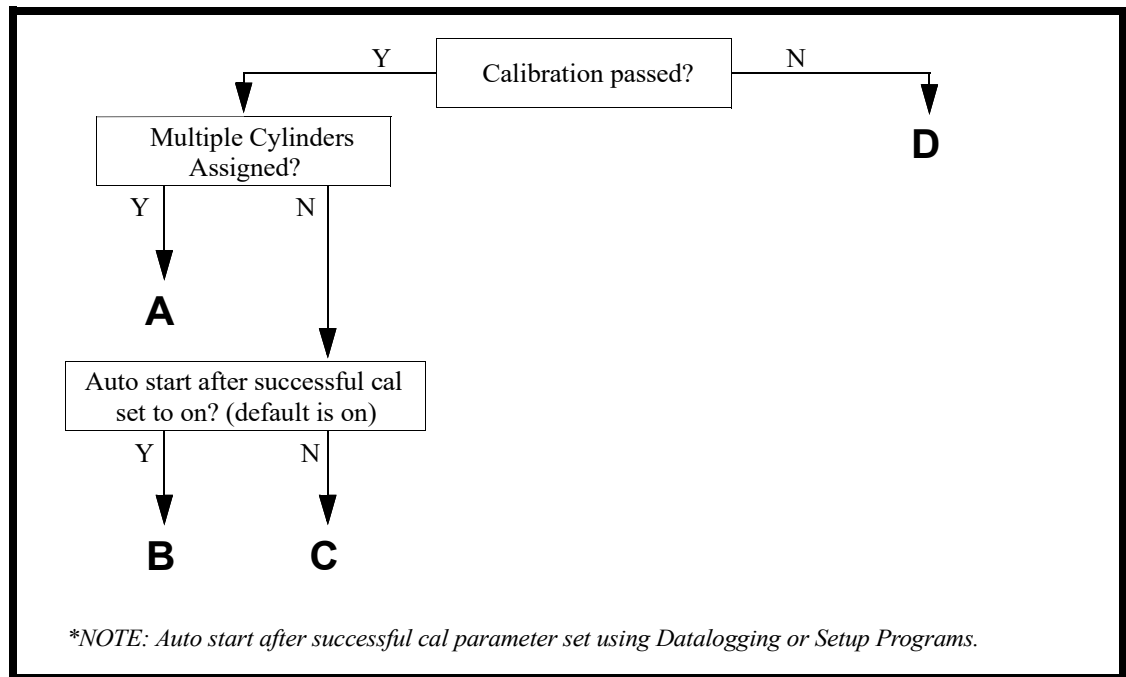 Y
Calibration passed?
N
Multiple Cylinders
Assigned?
D
Y
N
A
Auto start after successful cal
set to on? (default is on)
Y
N
B
C
*NOTE: Auto start after successful cal parameter set using Datalogging or Setup Programs.